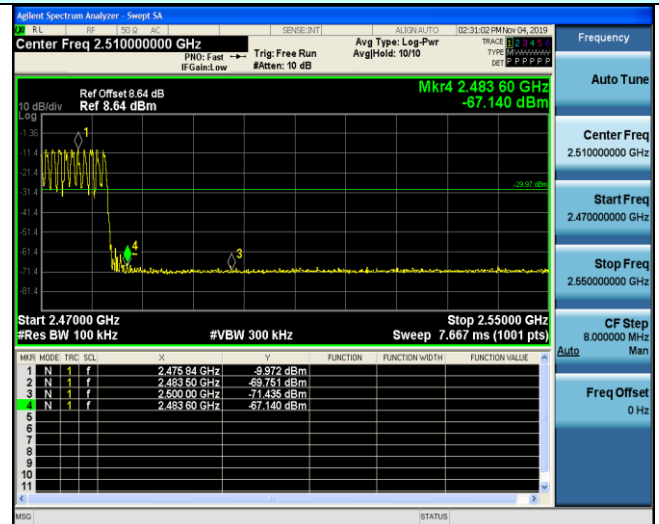 Agilent Spectrum Analyzer - Swept SA
RL RF 50 Ω AC SENSE:INT ALIGN AUTO 02:31:02 PM Nov 04, 2019
Center Freq 2.510000000 GHz
PNO: Fast
IFGain:Low
Trig: Free Run
#Atten: 10 dB
Avg Type: Log-Pwr
Avg|Hold: 10/10
TRACE 1 2 3 4 5 6
TYPE M
DET P P P P P P
Ref Offset 8.64 dB
10 dB/div Ref 8.64 dBm
Log
Mkr4 2.483 60 GHz
-67.140 dBm
-1.36
-11.4
-21.4
-31.4
-41.4
-51.4
-61.4
-71.4
-81.4
1
4
3
-29.97 dBm
Start 2.47000 GHz Stop 2.55000 GHz
#Res BW 100 kHz #VBW 300 kHz Sweep 7.667 ms (1001 pts)
MKR MODE TRC SCL X Y FUNCTION FUNCTION WIDTH FUNCTION VALUE
1 N 1 f 2.475 84 GHz -9.972 dBm
2 N 1 f 2.483 50 GHz -69.751 dBm
3 N 1 f 2.500 00 GHz -71.435 dBm
4 N 1 f 2.483 60 GHz -67.140 dBm
5
6
7
8
9
10
11
MSG STATUS
Frequency
Auto Tune
Center Freq
2.510000000 GHz
Start Freq
2.470000000 GHz
Stop Freq
2.550000000 GHz
CF Step
8.000000 MHz
Auto Man
Freq Offset
0 Hz